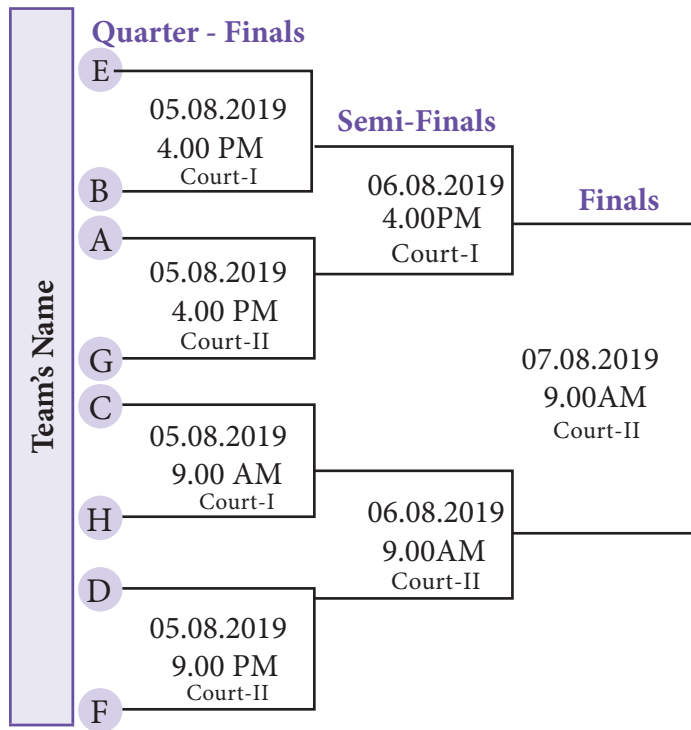 Quarter - Finals
Team's Name
E
05.08.2019
4.00 PM
Court-I
B
A
05.08.2019
4.00 PM
Court-II
G
C
05.08.2019
9.00 AM
Court-I
H
D
05.08.2019
9.00 PM
Court-II
F
Semi-Finals
06.08.2019
4.00PM
Court-I
06.08.2019
9.00AM
Court-II
Finals
07.08.2019
9.00AM
Court-II